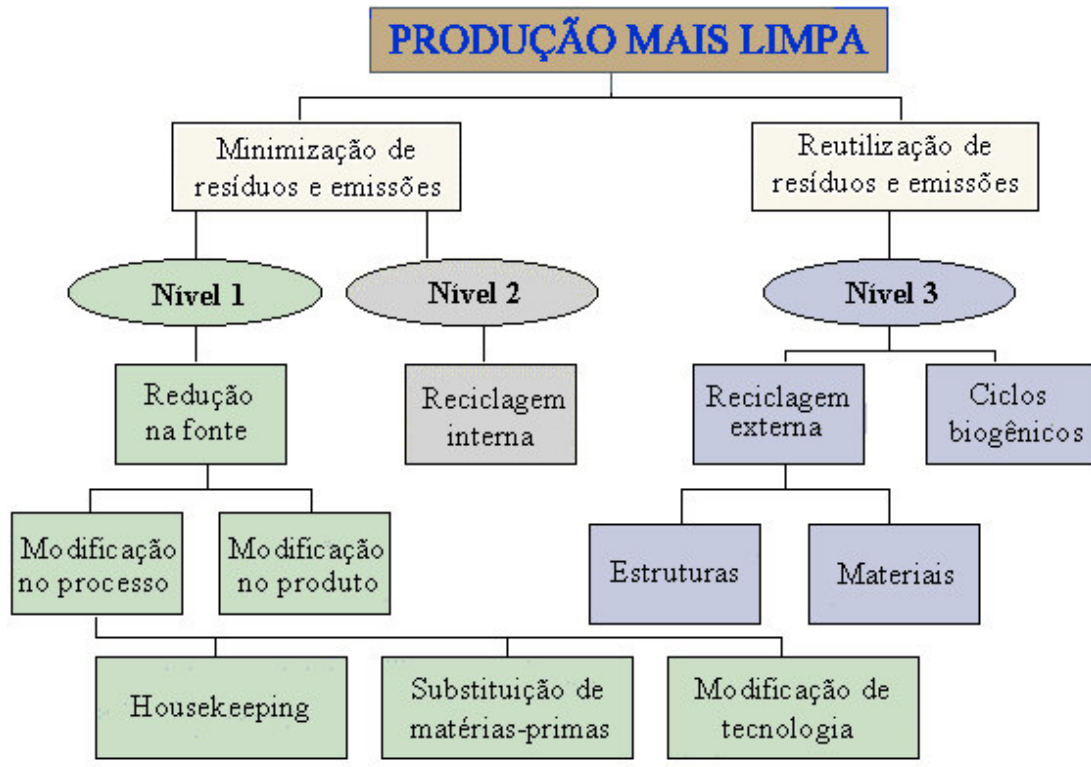 PRODUÇÃO MAIS LIMPA
Minimização de
resíduos e emissões
Reutilização de
resíduos e emissões
Nível 1
Nível 2
Nível 3
Redução
na fonte
Reciclagem
interna
Reciclagem
externa
Ciclos
biogênicos
Modificação
no processo
Modificação
no produto
Estruturas
Materiais
Housekeeping
Substituição de
matérias-primas
Modificação de
tecnologia